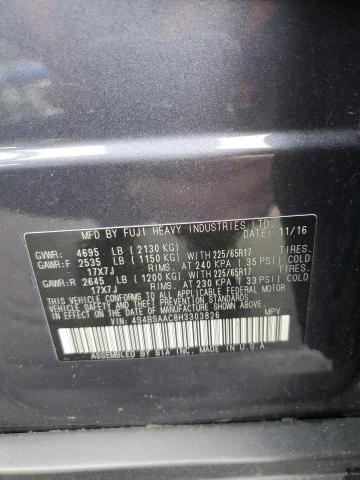 MFD BY FUJI HEAVY INDUSTRIES LTD.
DATE: 11/16
GVWR: 4695 LB (2130 KG)
GAWR:F 2535 LB (1150 KG) WITH 225/65R17 TIRES.
17X7J RIMS. AT 240 KPA (35 PSI) COLD
GAWR:R 2645 LB (1200 KG) WITH 225/65R17 TIRES.
17X7J RIMS. AT 230 KPA (33 PSI) COLD
THIS VEHICLE CONFORMS TO ALL APPLICABLE FEDERAL MOTOR
VEHICLE SAFETY AND THEFT PREVENTION STANDARDS
IN EFFECT ON THE DATE OF MANUFACTURE SHOWN ABOVE.
VIN: 4S4BSAAC8H3303826 MPV
ASSEMBLED BY SIA MADE IN U.S.A.